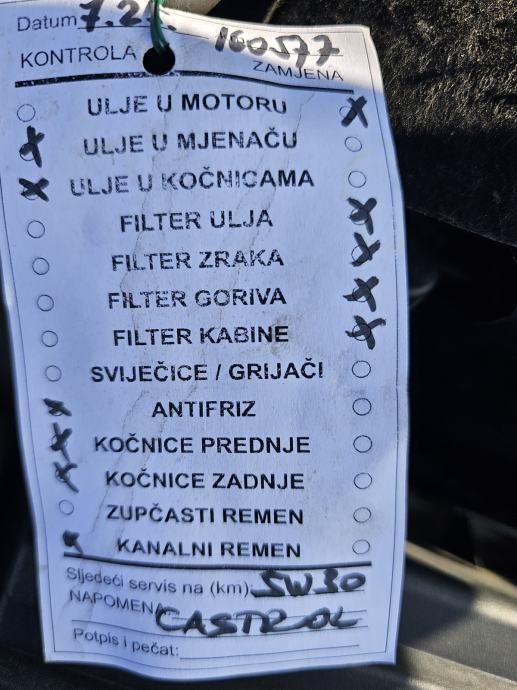 Datum 7.25.
160577
KONTROLA ZAMJENA
ULJE U MOTORU
ULJE U MJENAČU
ULJE U KOČNICAMA
FILTER ULJA
FILTER ZRAKA
FILTER GORIVA
FILTER KABINE
SVIJEČICE / GRIJAČI
ANTIFRIZ
KOČNICE PREDNJE
KOČNICE ZADNJE
ZUPČASTI REMEN
KANALNI REMEN
Sljedeći servis na (km): 5W30
NAPOMENA: CASTROL
Potpis i pečat: